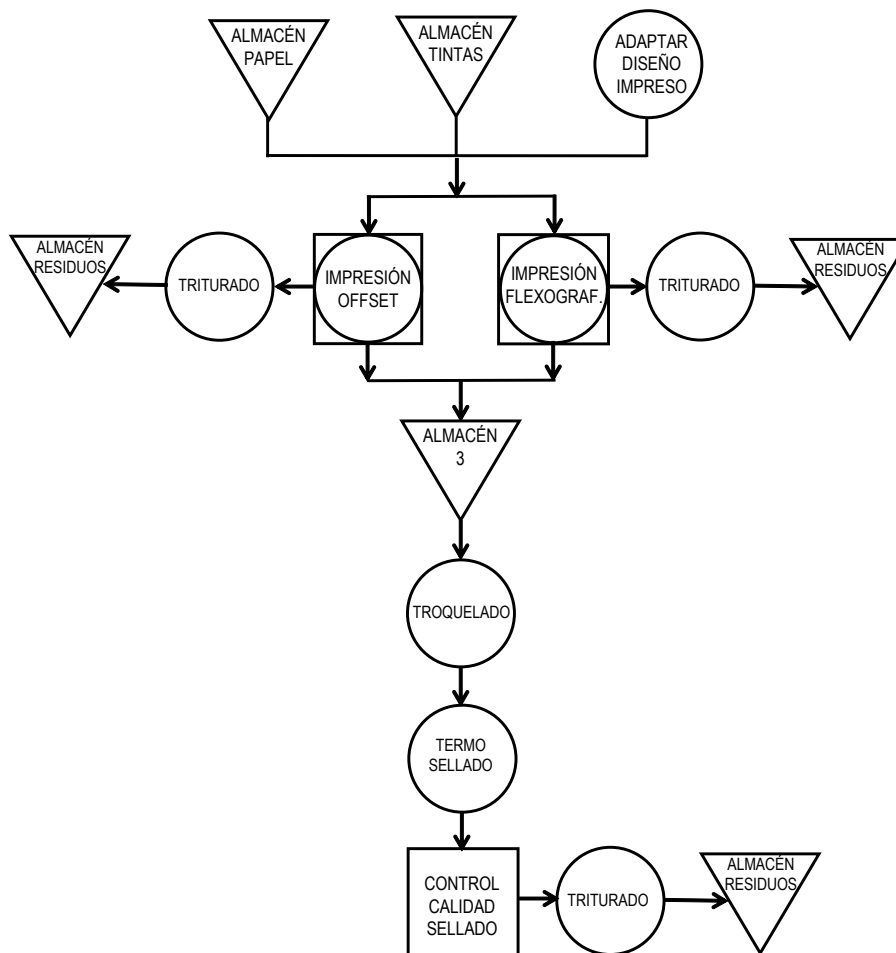 ALMACÉN
PAPEL
ALMACÉN
TINTAS
ADAPTAR
DISEÑO
IMPRESO
ALMACÉN
RESIDUOS
TRITURADO
IMPRESIÓN
OFFSET
IMPRESIÓN
FLEXOGRAF.
TRITURADO
ALMACÉN
RESIDUOS
ALMACÉN
3
TROQUELADO
TERMO
SELLADO
CONTROL
CALIDAD
SELLADO
TRITURADO
ALMACÉN
RESIDUOS